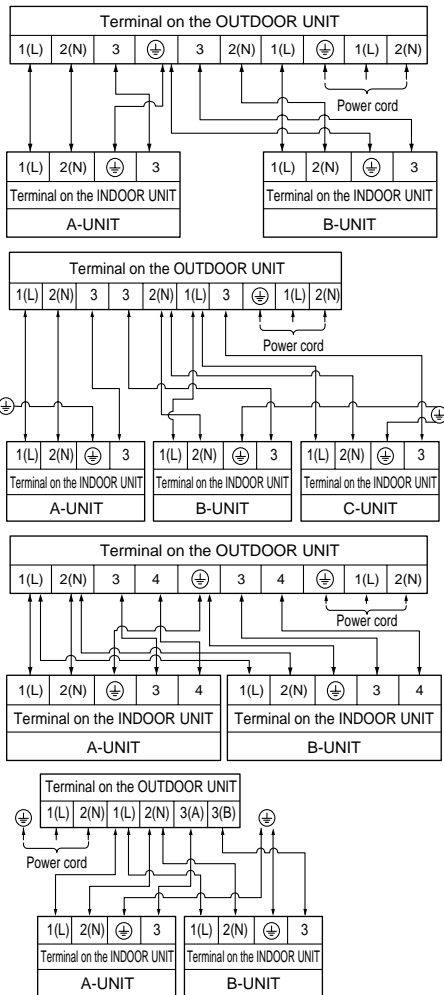 Terminal on the OUTDOOR UNIT
1(L) 2(N) 3 ⏚ 3 2(N) 1(L) ⏚ 1(L) 2(N)
Power cord
1(L) 2(N) ⏚ 3 1(L) 2(N) ⏚ 3
Terminal on the INDOOR UNIT Terminal on the INDOOR UNIT
A-UNIT B-UNIT
Terminal on the OUTDOOR UNIT
1(L) 2(N) 3 3 2(N) 1(L) 3 ⏚ 1(L) 2(N)
Power cord
⏚ ⏚
1(L) 2(N) ⏚ 3 1(L) 2(N) ⏚ 3 1(L) 2(N) ⏚ 3
Terminal on the INDOOR UNIT Terminal on the INDOOR UNIT Terminal on the INDOOR UNIT
A-UNIT B-UNIT C-UNIT
Terminal on the OUTDOOR UNIT
1(L) 2(N) 3 4 ⏚ 3 4 ⏚ 1(L) 2(N)
Power cord
1(L) 2(N) ⏚ 3 4 1(L) 2(N) ⏚ 3 4
Terminal on the INDOOR UNIT Terminal on the INDOOR UNIT
A-UNIT B-UNIT
Terminal on the OUTDOOR UNIT
⏚ 1(L) 2(N) 1(L) 2(N) 3(A) 3(B) ⏚
Power cord
1(L) 2(N) ⏚ 3 1(L) 2(N) ⏚ 3
Terminal on the INDOOR UNIT Terminal on the INDOOR UNIT
A-UNIT B-UNIT